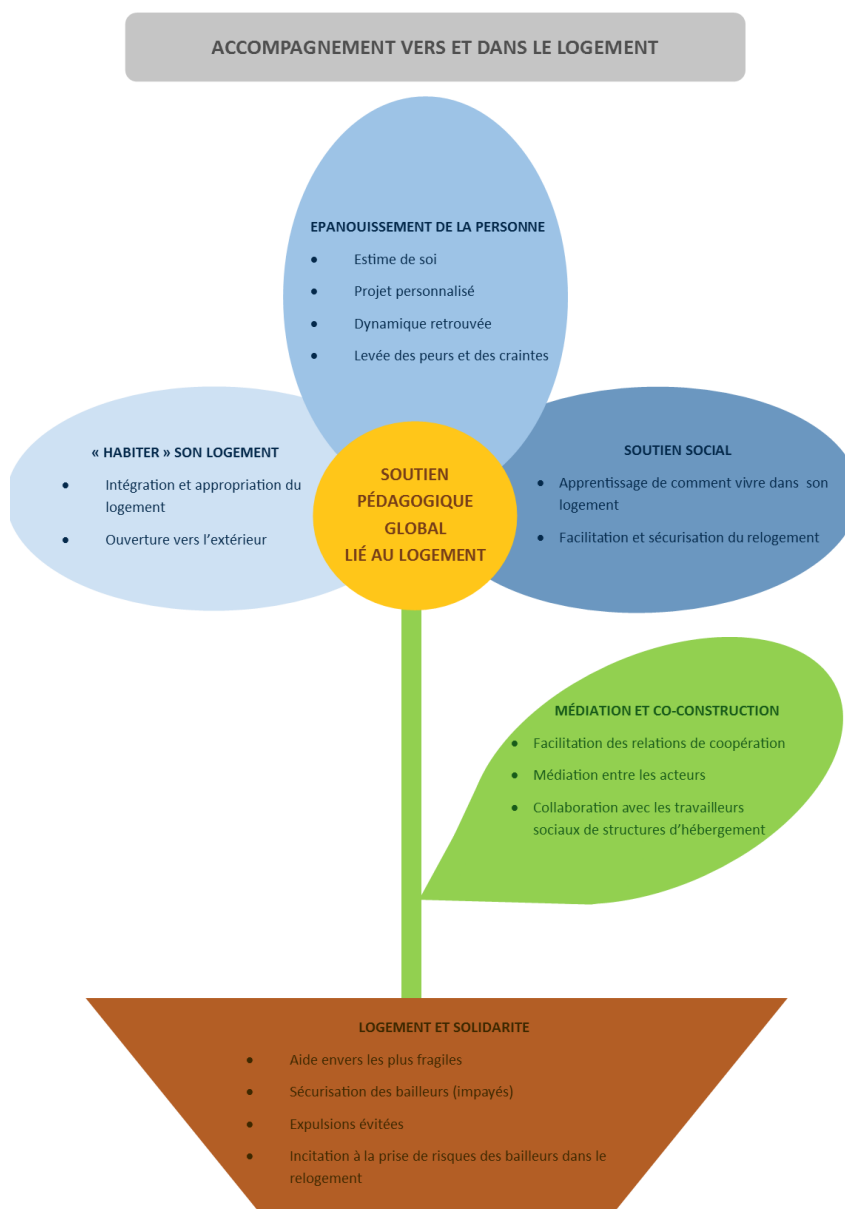 ACCOMPAGNEMENT VERS ET DANS LE LOGEMENT
EPANOUISSEMENT DE LA PERSONNE
• Estime de soi
• Projet personnalisé
• Dynamique retrouvée
• Levée des peurs et des craintes
« HABITER » SON LOGEMENT
• Intégration et appropriation du
logement
• Ouverture vers l’extérieur
SOUTIEN
PÉDAGOGIQUE
GLOBAL
LIÉ AU LOGEMENT
SOUTIEN SOCIAL
• Apprentissage de comment vivre dans son
logement
• Facilitation et sécurisation du relogement
MÉDIATION ET CO-CONSTRUCTION
• Facilitation des relations de coopération
• Médiation entre les acteurs
• Collaboration avec les travailleurs
sociaux de structures d’hébergement
LOGEMENT ET SOLIDARITE
• Aide envers les plus fragiles
• Sécurisation des bailleurs (impayés)
• Expulsions évitées
• Incitation à la prise de risques des bailleurs dans le
relogement